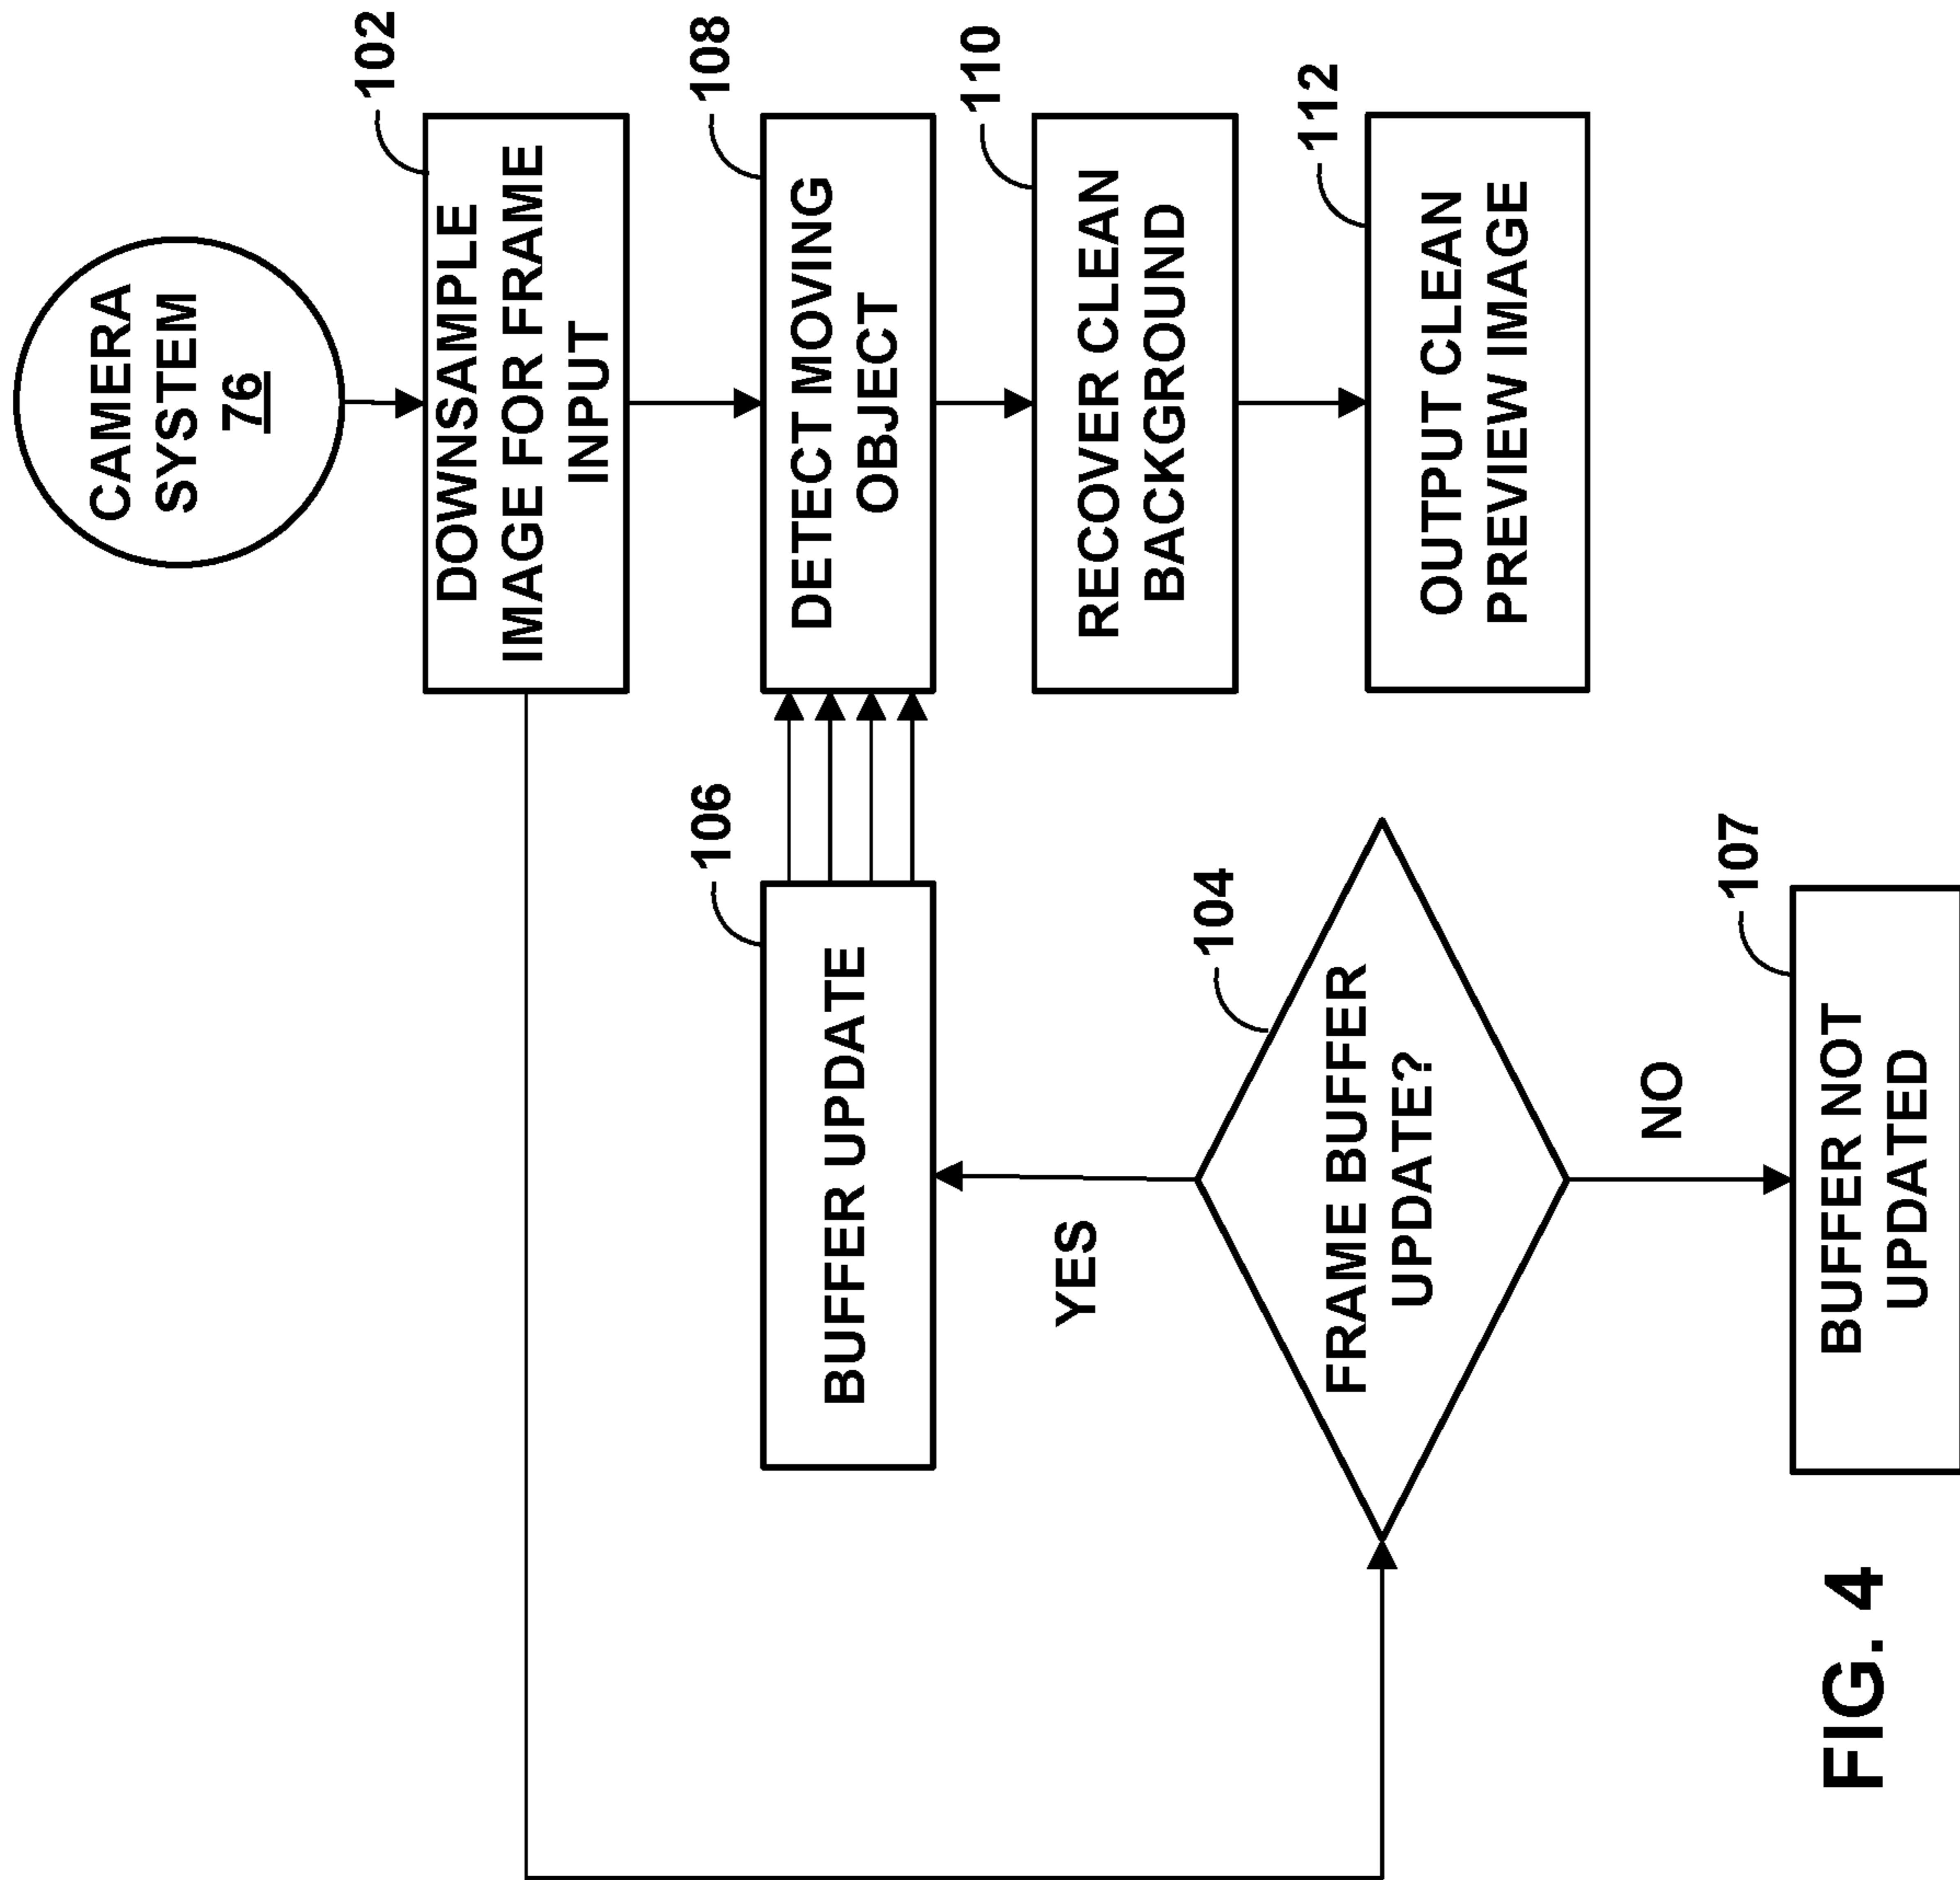 CAMERA
SYSTEM
76
102
DOWNSAMPLE
IMAGE FOR FRAME
INPUT
106
BUFFER UPDATE
108
DETECT MOVING
OBJECT
YES
104
FRAME BUFFER
UPDATE?
110
RECOVER CLEAN
BACKGROUND
112
OUTPUT CLEAN
PREVIEW IMAGE
NO
107
BUFFER NOT
UPDATED
FIG. 4